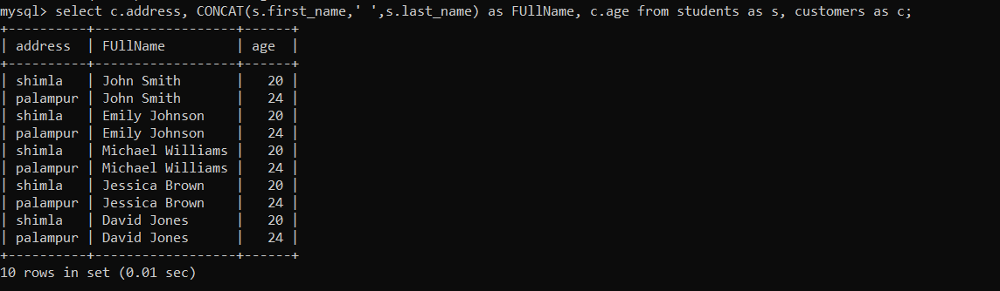 mysql> select c.address, CONCAT(s.first_name,' ',s.last_name) as FUllName, c.age from students as s, customers as c;
+----------+------------------+------+
| address  | FUllName         | age  |
+----------+------------------+------+
| shimla   | John Smith       |   20 |
| palampur | John Smith       |   24 |
| shimla   | Emily Johnson    |   20 |
| palampur | Emily Johnson    |   24 |
| shimla   | Michael Williams |   20 |
| palampur | Michael Williams |   24 |
| shimla   | Jessica Brown    |   20 |
| palampur | Jessica Brown    |   24 |
| shimla   | David Jones      |   20 |
| palampur | David Jones      |   24 |
+----------+------------------+------+
10 rows in set (0.01 sec)